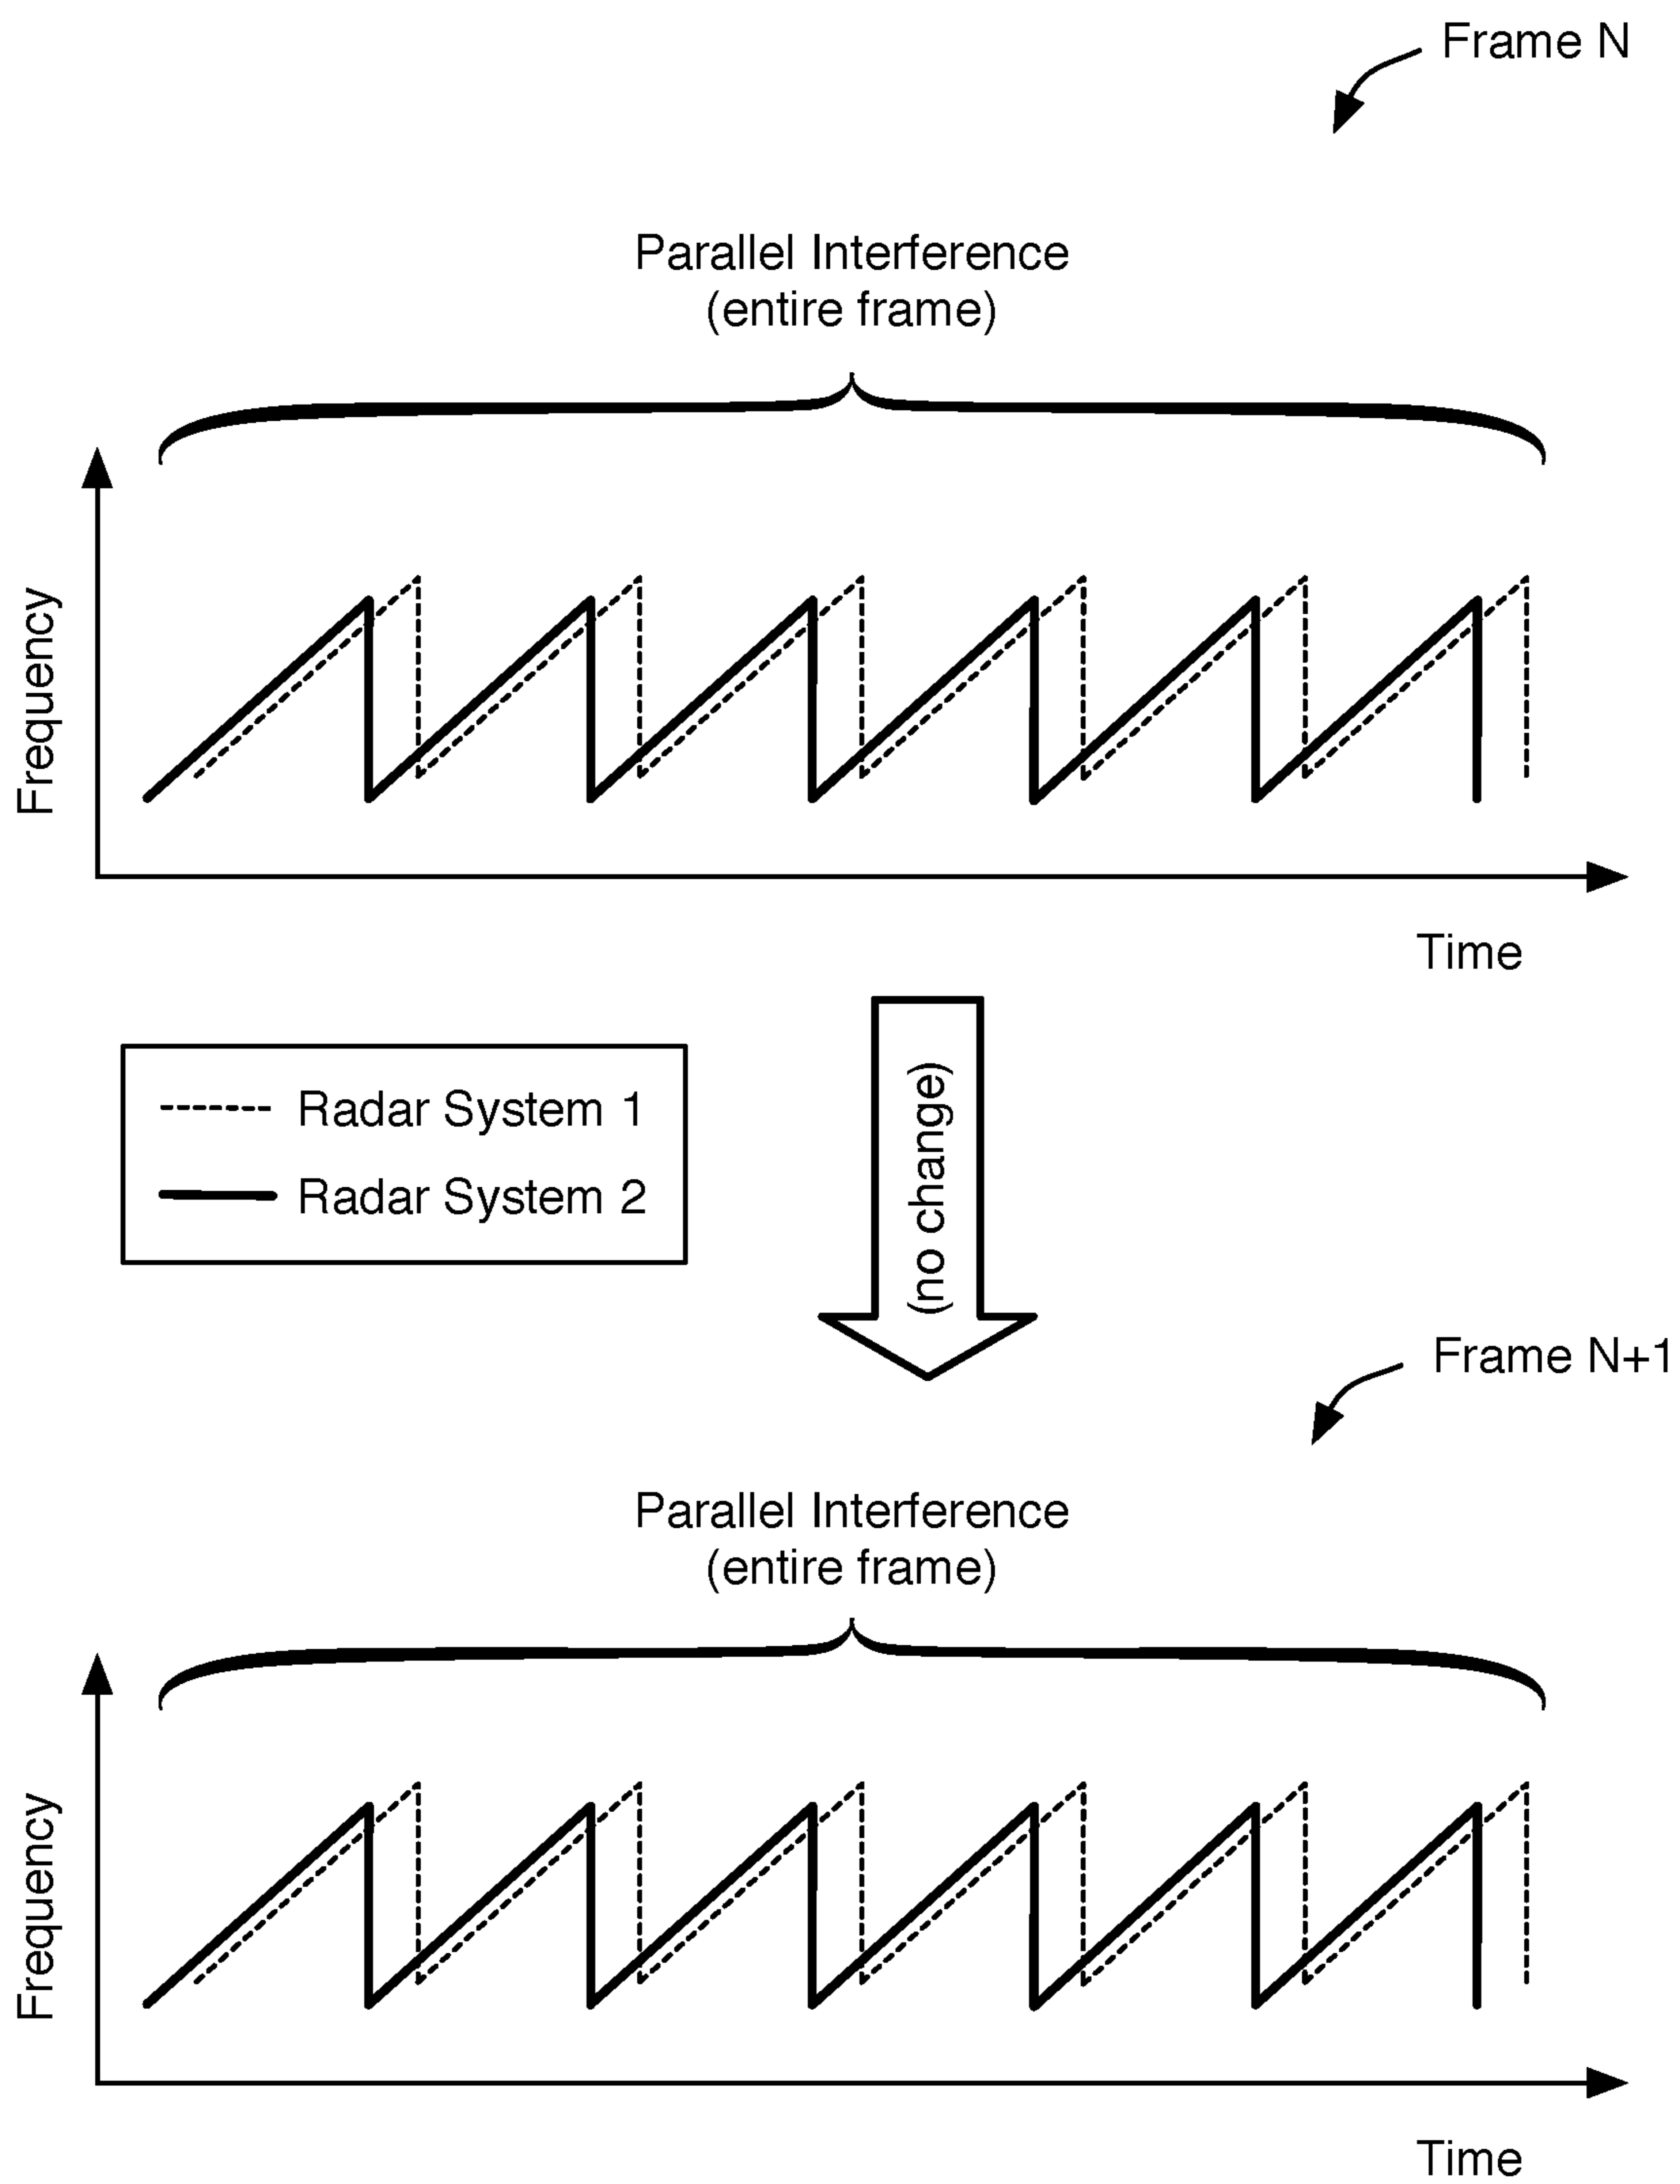 Frame N
Parallel Interference
(entire frame)
Frequency
Time
Radar System 1
Radar System 2
(no change)
Frame N+1
Parallel Interference
(entire frame)
Frequency
Time